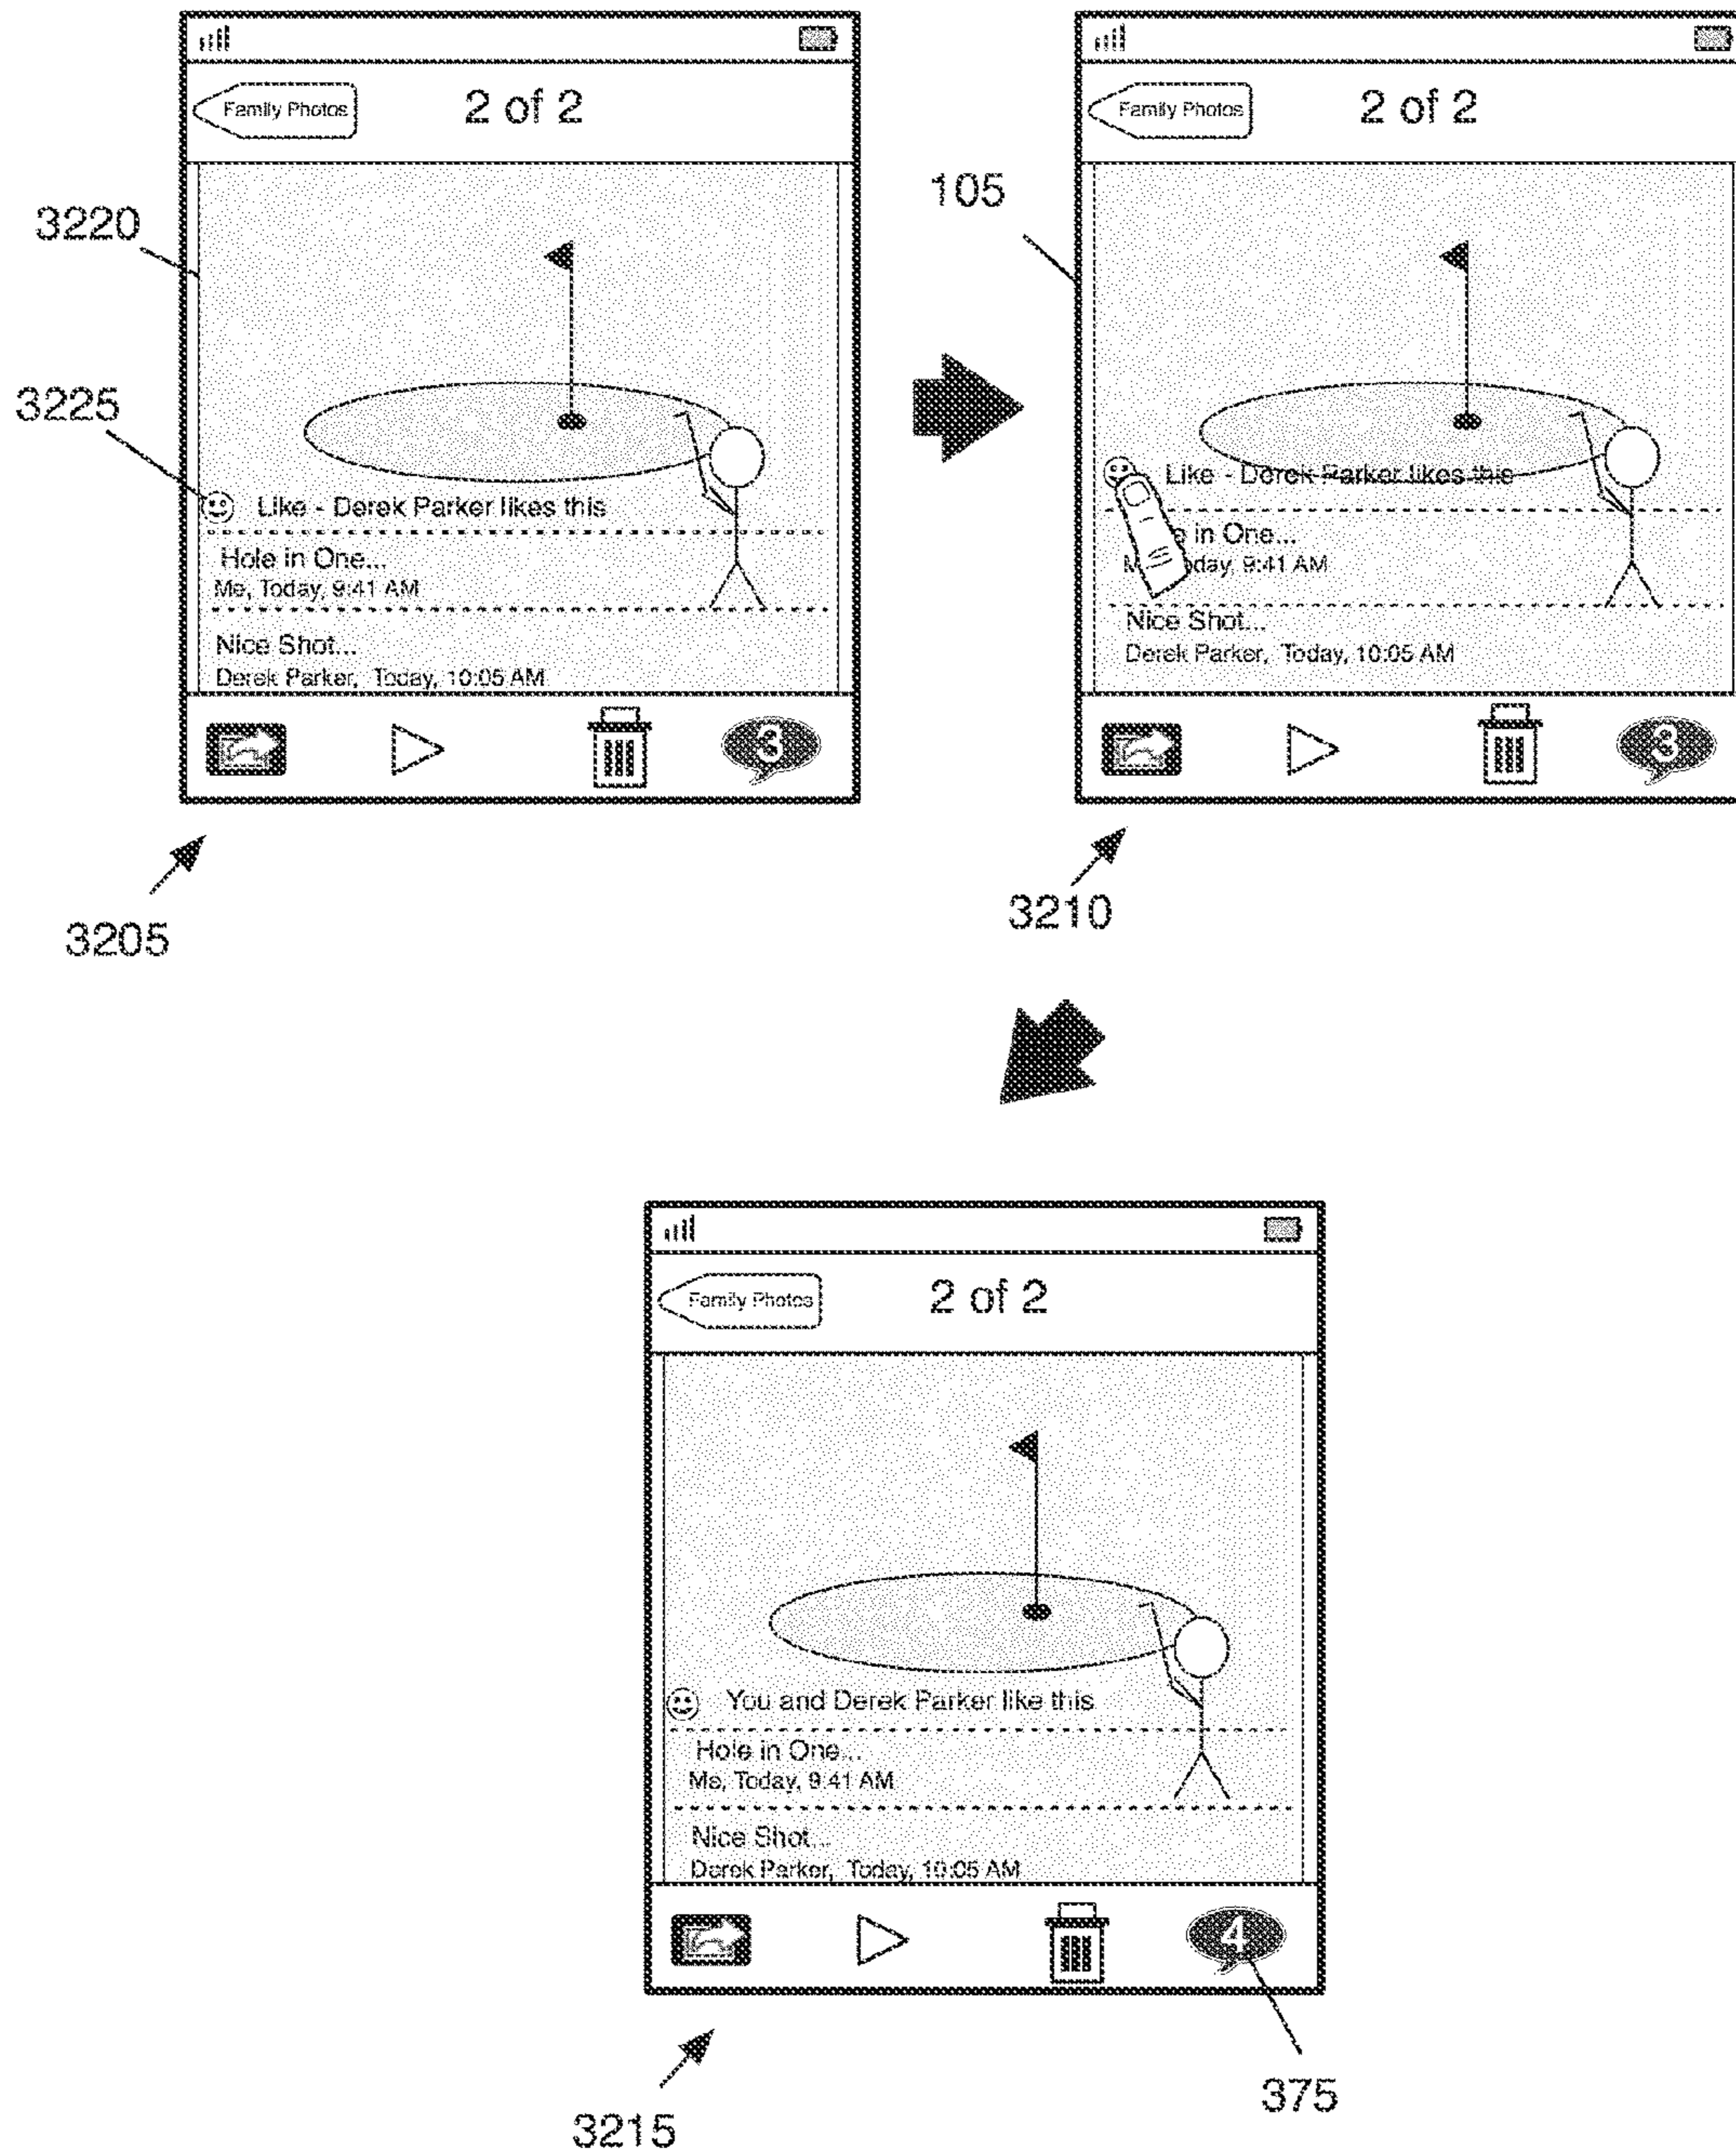 Family Photos
2 of 2
3220
3225
Like - Derek Parker likes this
Hole in One...
Me, Today, 9:41 AM
Nice Shot...
Derek Parker, Today, 10:05 AM
3
3205
Family Photos
2 of 2
105
Like - Derek Parker likes this
e in One...
M day, 9:41 AM
Nice Shot...
Derek Parker, Today, 10:05 AM
3
3210
Family Photos
2 of 2
You and Derek Parker like this
Hole in One...
Me, Today, 9:41 AM
Nice Shot...
Derek Parker, Today, 10:05 AM
4
375
3215